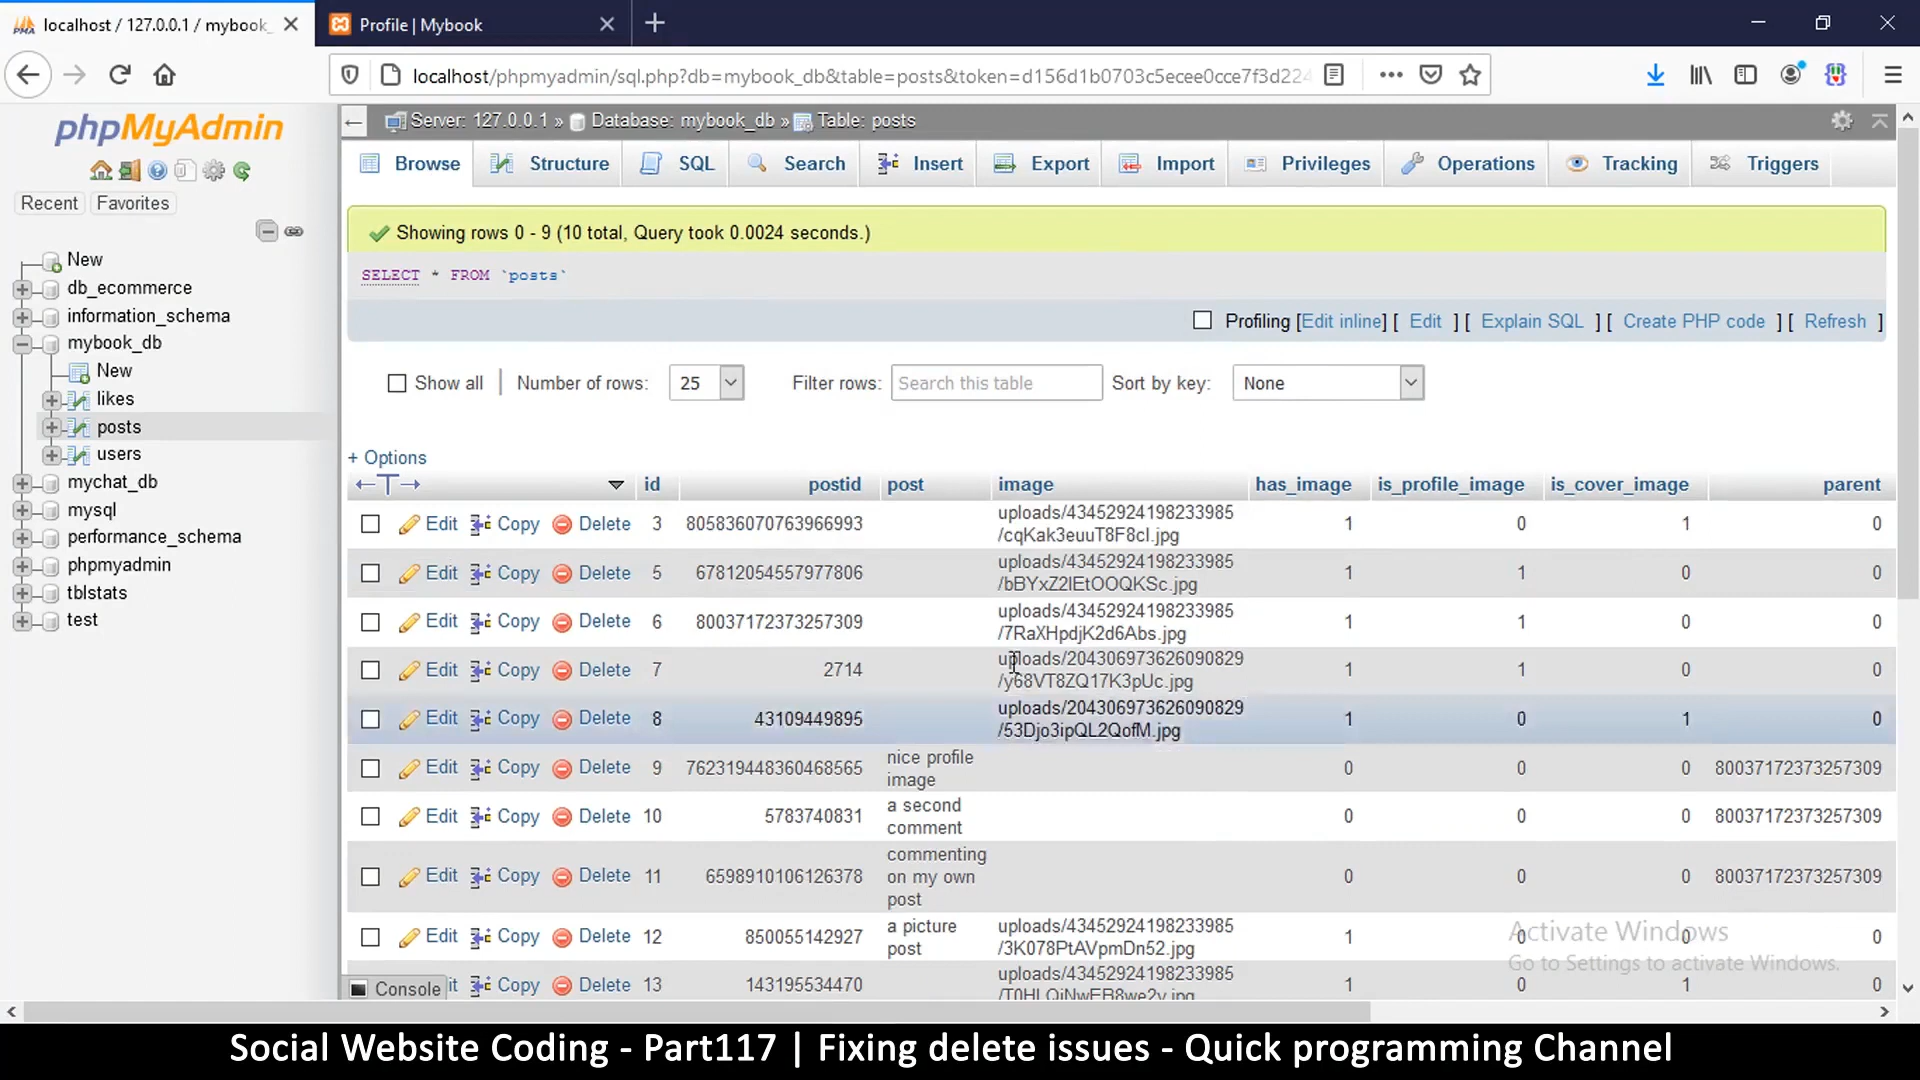 localhost / 127.0.0.1 / mybook_
Profile | Mybook
localhost/phpmyadmin/sql.php?db=mybook_db&table=posts&token=d156d1b0703c5ecee0cce7f3d224
phpMyAdmin
Recent Favorites
New
db_ecommerce
information_schema
mybook_db
New
likes
posts
users
mychat_db
mysql
performance_schema
phpmyadmin
tblstats
test
Server: 127.0.0.1 » Database: mybook_db » Table: posts
Browse Structure SQL Search Insert Export Import Privileges Operations Tracking Triggers
Showing rows 0 - 9 (10 total, Query took 0.0024 seconds.)
SELECT * FROM `posts`
Profiling [Edit inline] [ Edit ] [ Explain SQL ] [ Create PHP code ] [ Refresh ]
Show all | Number of rows: 25 Filter rows: Search this table Sort by key: None
+ Options
←T→ id postid post image has_image is_profile_image is_cover_image parent
Edit Copy Delete 3 805836070763966993 uploads/43452924198233985 1 0 1 0
/cqKak3euuT8F8cI.jpg
Edit Copy Delete 5 67812054557977806 uploads/43452924198233985 1 1 0 0
/bBYxZ2IEtOOQKSc.jpg
Edit Copy Delete 6 80037172373257309 uploads/43452924198233985 1 1 0 0
/7RaXHpdjK2d6Abs.jpg
Edit Copy Delete 7 2714 uploads/204306973626090829 1 1 0 0
/y68VT8ZQ17K3pUc.jpg
Edit Copy Delete 8 43109449895 uploads/204306973626090829 1 0 1 0
/53Djo3ipQL2QofM.jpg
Edit Copy Delete 9 762319448360468565 nice profile 0 0 0 80037172373257309
image
Edit Copy Delete 10 5783740831 a second 0 0 0 80037172373257309
comment
Edit Copy Delete 11 6598910106126378 commenting 0 0 0 80037172373257309
on my own
post
Edit Copy Delete 12 850055142927 a picture uploads/43452924198233985 1 0 0 0
post /3K078PtAVpmDn52.jpg
Delete 13 143195534470 uploads/43452924198233985 1 0 1 0
Copy
Console
Activate Windows
Go to Settings to activate Windows.
Social Website Coding - Part117 | Fixing delete issues - Quick programming Channel